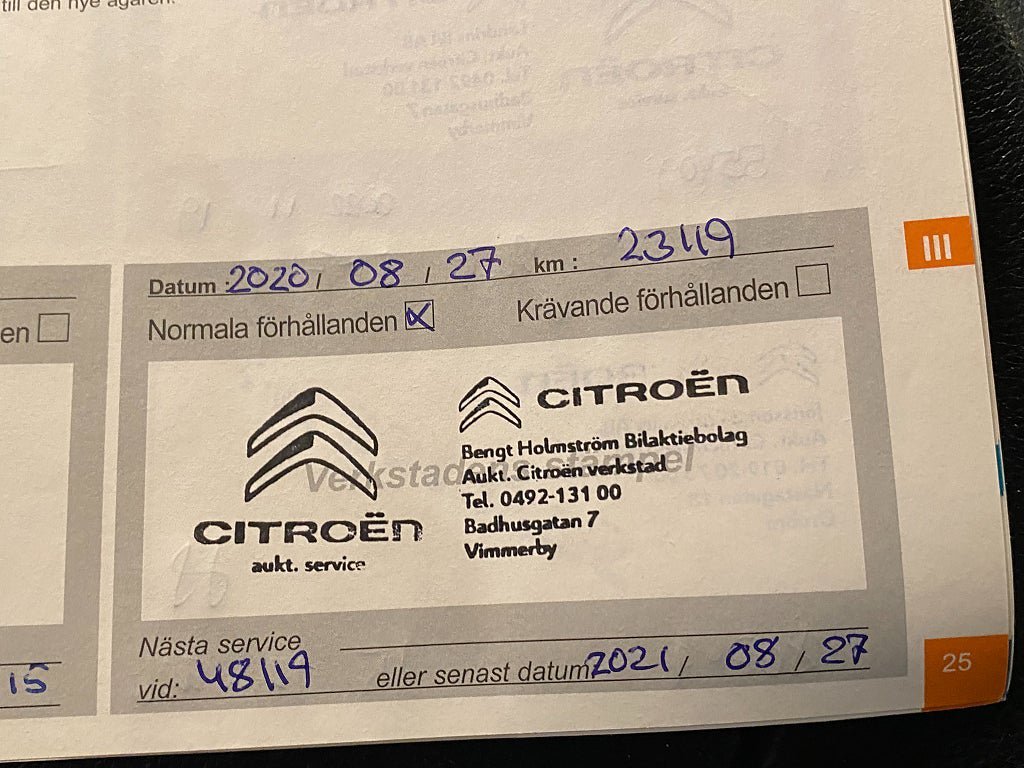 till den nye ägaren.
Datum : 2020 / 08 / 27 km : 23119
en
Normala förhållanden Krävande förhållanden
III
CITROËN
Bengt Holmström Bilaktiebolag
Verkstadens stämpel
Aukt. Citroën verkstad
Tel. 0492-131 00
Badhusgatan 7
Vimmerby
CITROËN
aukt. service
Nästa service
vid: 48119 eller senast datum 2021 / 08 / 27
15
25